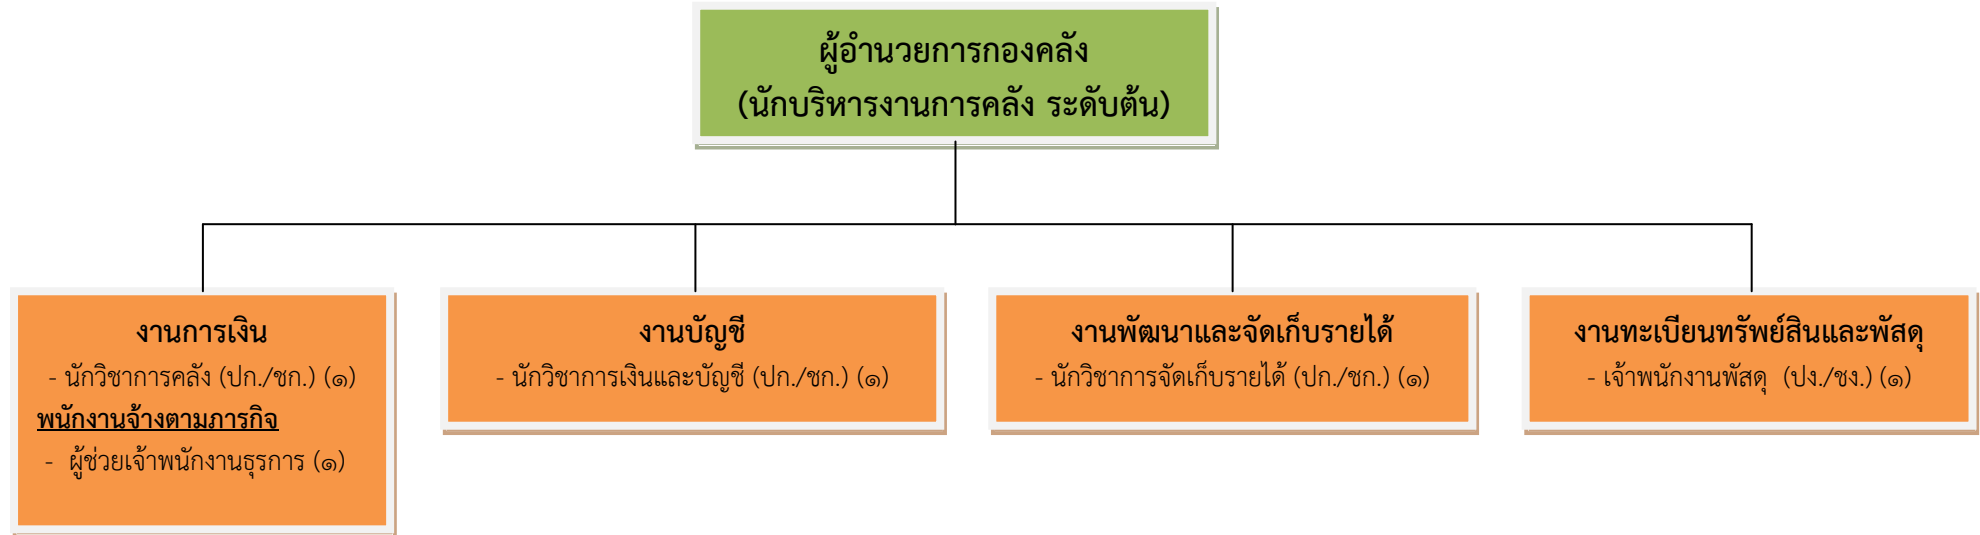 ผู้อำนวยการกองคลัง
(นักบริหารงานการคลัง ระดับต้น)
งานการเงิน
- นักวิชาการคลัง (ปก./ชก.) (๑)
พนักงานจ้างตามภารกิจ
- ผู้ช่วยเจ้าพนักงานธุรการ (๑)
งานบัญชี
- นักวิชาการเงินและบัญชี (ปก./ชก.) (๑)
งานพัฒนาและจัดเก็บรายได้
- นักวิชาการจัดเก็บรายได้ (ปก./ชก.) (๑)
งานทะเบียนทรัพย์สินและพัสดุ
- เจ้าพนักงานพัสดุ (ปง./ชง.) (๑)